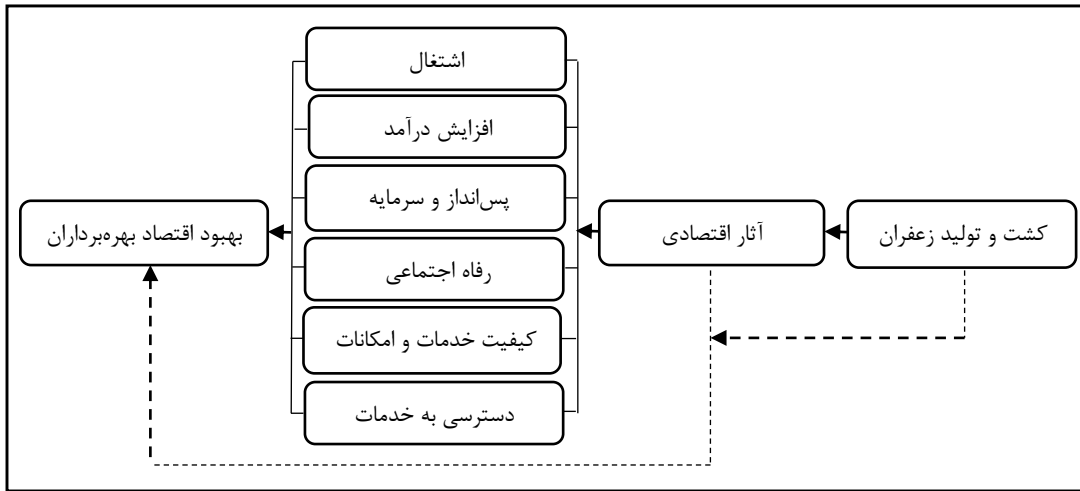 کشت و تولید زعفران
آثار اقتصادی
اشتغال
افزایش درآمد
پس‌انداز و سرمایه
رفاه اجتماعی
کیفیت خدمات و امکانات
دسترسی به خدمات
بهبود اقتصاد بهره‌برداران